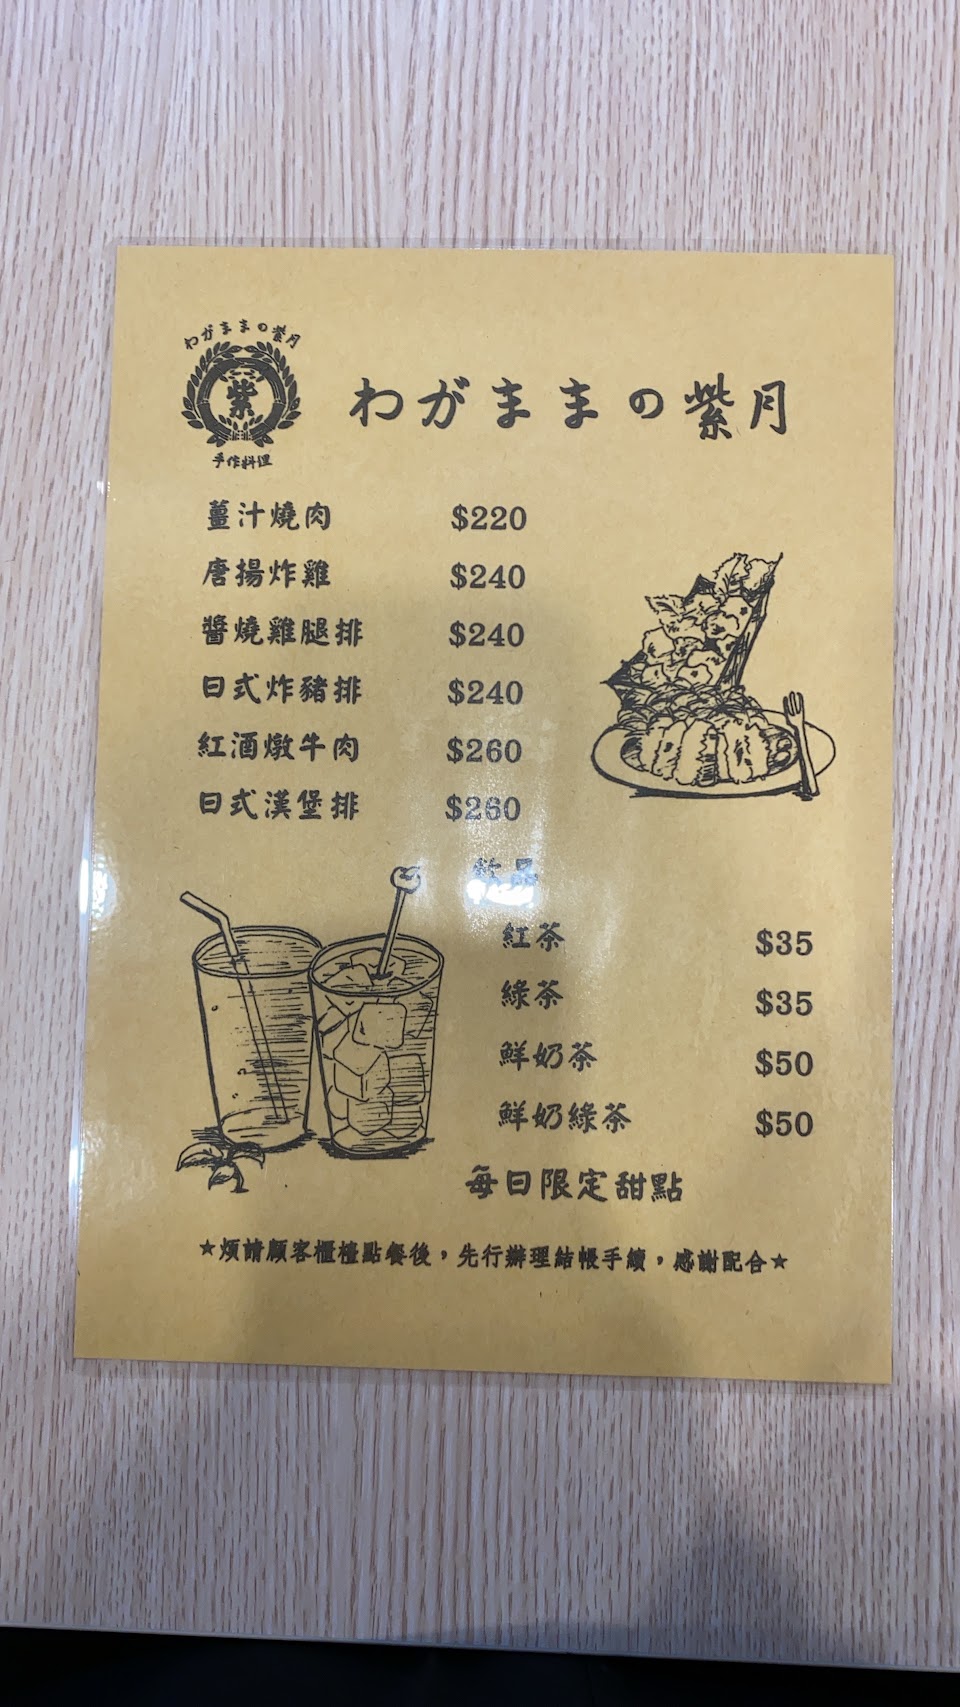 わがままの紫月
紫
手作料理
わがままの紫月
薑汁燒肉 $220
唐揚炸雞 $240
醬燒雞腿排 $240
日式炸豬排 $240
紅酒燉牛肉 $260
日式漢堡排 $260
飲品
紅茶 $35
綠茶 $35
鮮奶茶 $50
鮮奶綠茶 $50
每日限定甜點
★煩請顧客櫃檯點餐後，先行辦理結帳手續，感謝配合★